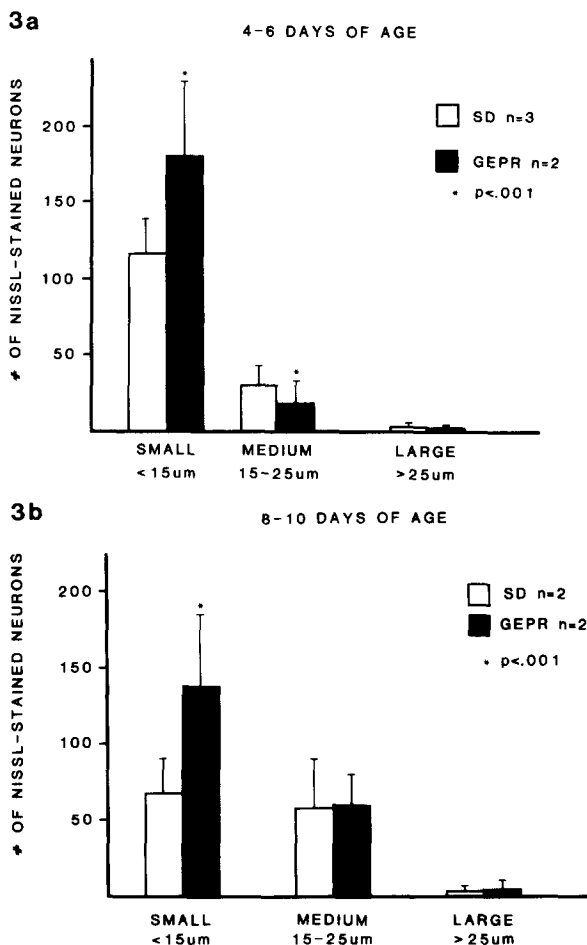 3a
4-6 DAYS OF AGE
# OF NISSL-STAINED NEURONS
200
150
100
50
SD n=3
GEPR n=2
* p<.001
*
*
SMALL MEDIUM LARGE
<15um 15-25um >25um
3b
8-10 DAYS OF AGE
# OF NISSL-STAINED NEURONS
200
150
100
50
SD n=2
GEPR n=2
* p<.001
*
SMALL MEDIUM LARGE
<15um 15-25um >25um